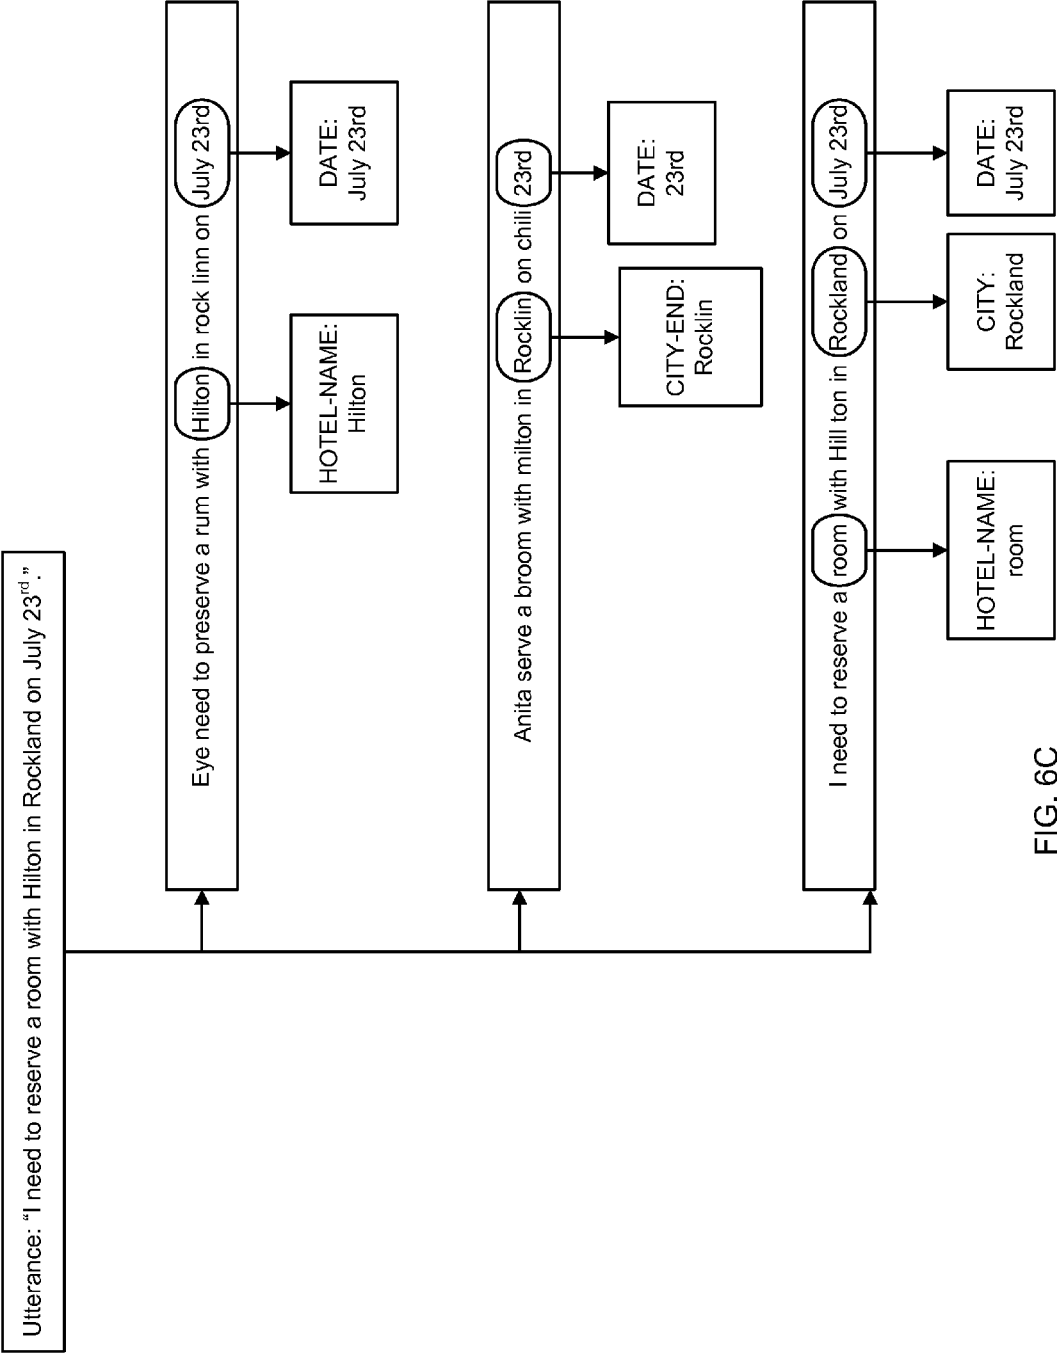 Utterance: “I need to reserve a room with Hilton in Rockland on July 23rd.”
Eye need to preserve a rum with Hilton in rock linn on July 23rd
HOTEL-NAME:
Hilton
DATE:
July 23rd
Anita serve a broom with milton in Rocklin on chili 23rd
CITY-END:
Rocklin
DATE:
23rd
I need to reserve a room with Hill ton in Rockland on July 23rd
HOTEL-NAME:
room
CITY:
Rockland
DATE:
July 23rd
FIG. 6C